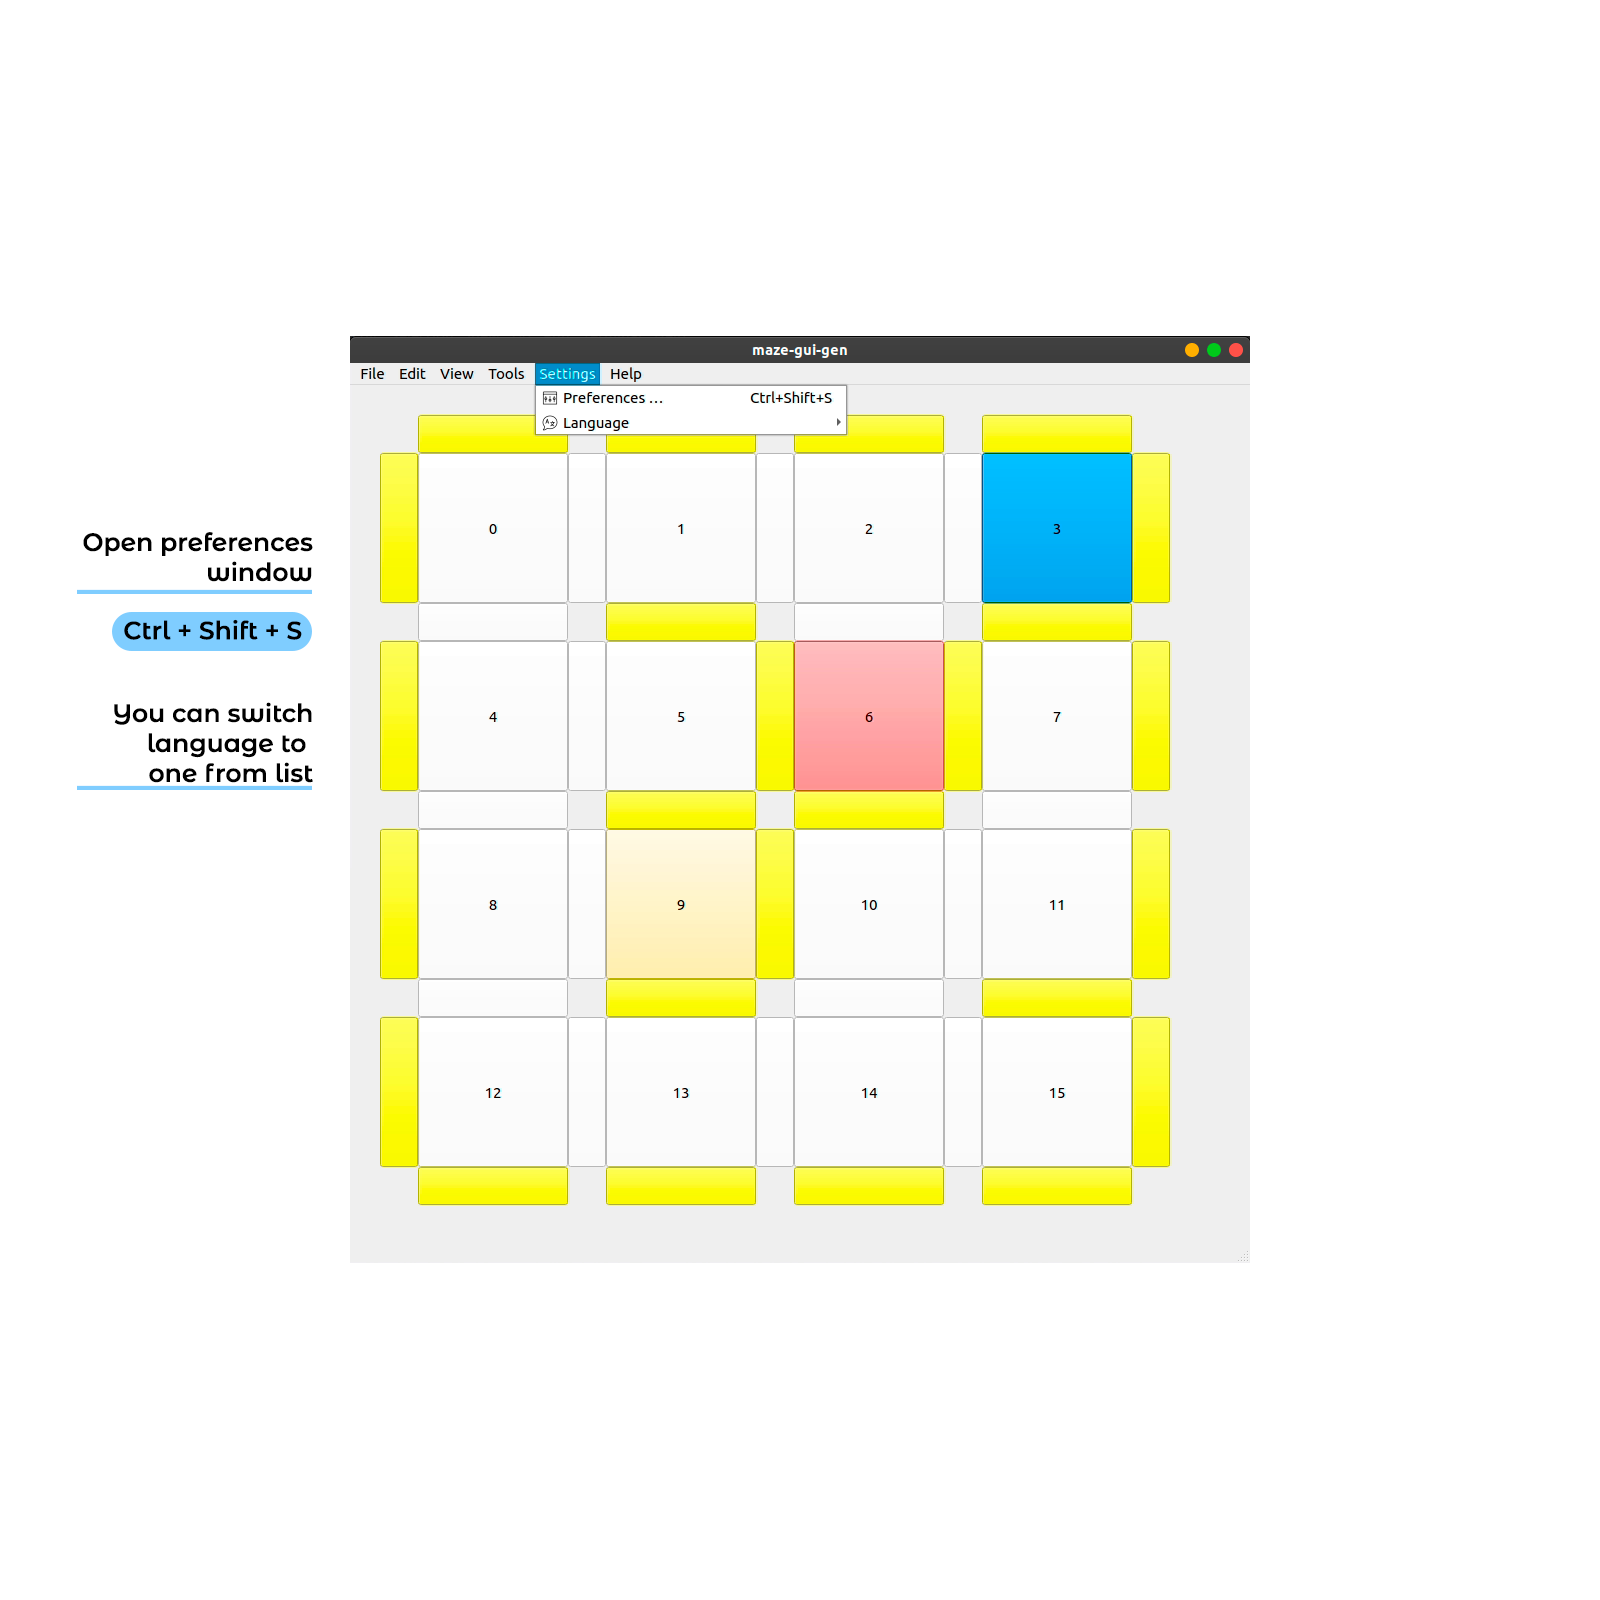 maze-gui-gen
File Edit View Tools Settings Help
Preferences ... Ctrl+Shift+S
Language
Open preferences
window
Ctrl + Shift + S
You can switch
language to
one from list
0 1 2 3
4 5 6 7
8 9 10 11
12 13 14 15